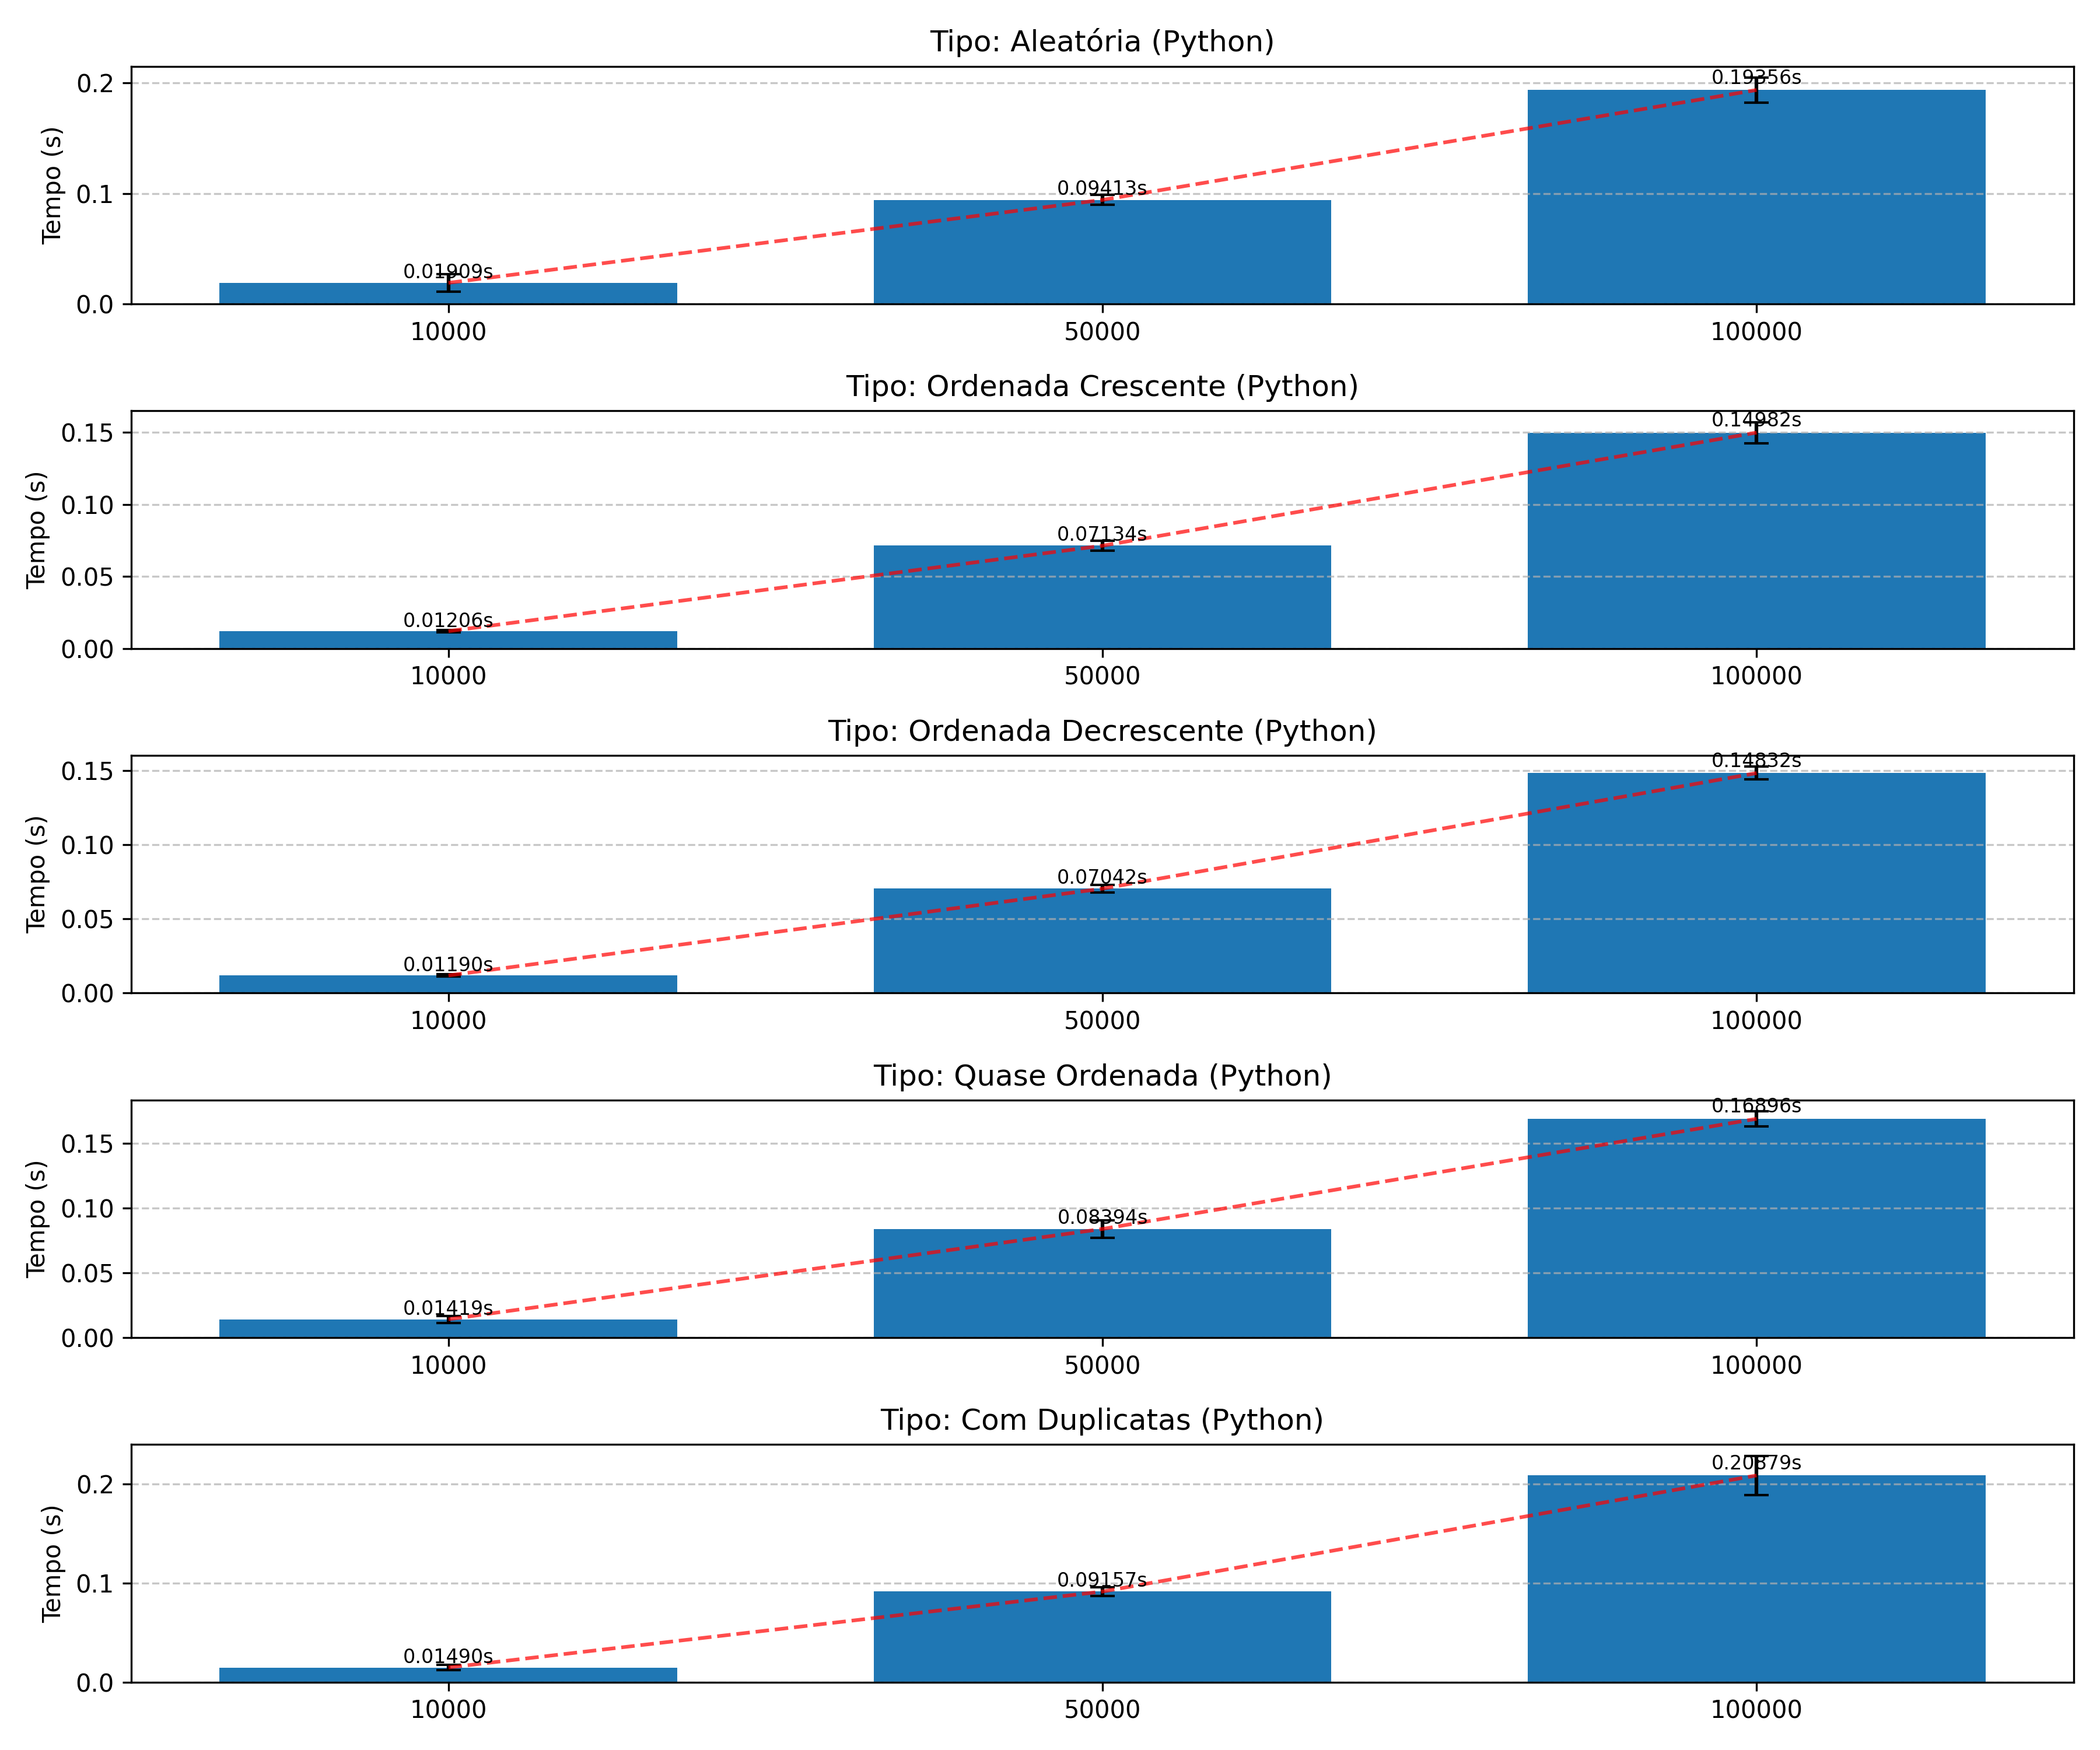 Tipo: Aleatória (Python)
Tempo (s)
0.2
0.1
0.0
0.01909s
0.09413s
0.19356s
10000
50000
100000
Tipo: Ordenada Crescente (Python)
Tempo (s)
0.15
0.10
0.05
0.00
0.01206s
0.07134s
0.14982s
10000
50000
100000
Tipo: Ordenada Decrescente (Python)
Tempo (s)
0.15
0.10
0.05
0.00
0.01190s
0.07042s
0.14832s
10000
50000
100000
Tipo: Quase Ordenada (Python)
Tempo (s)
0.15
0.10
0.05
0.00
0.01419s
0.08394s
0.16896s
10000
50000
100000
Tipo: Com Duplicatas (Python)
Tempo (s)
0.2
0.1
0.0
0.01490s
0.09157s
0.20879s
10000
50000
100000